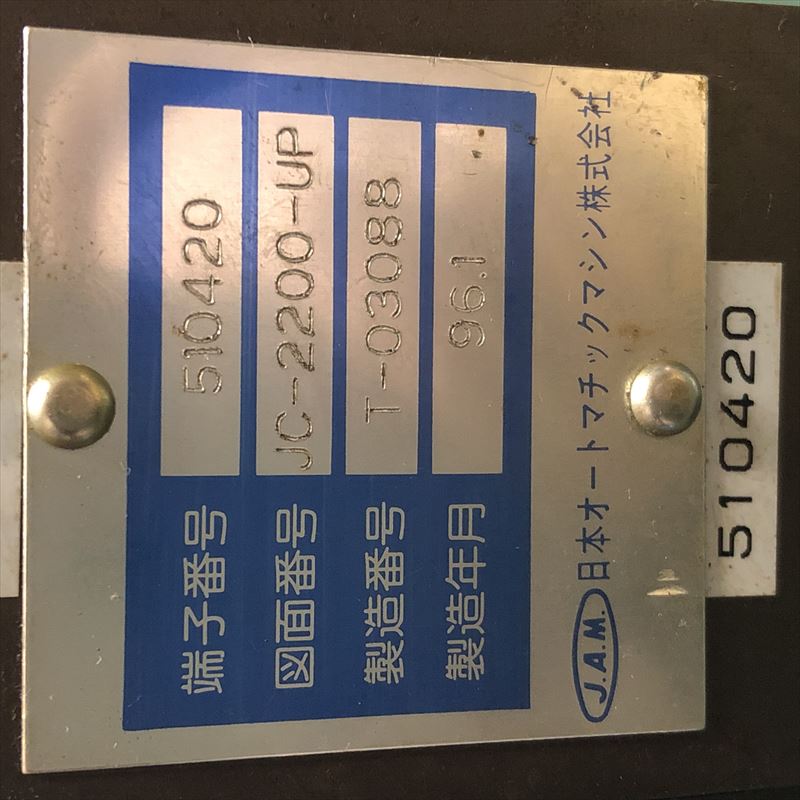 端子番号 510420
図面番号 JC-2200-UP
製造番号 T-03088
製造年月 96.1
J.A.M. 日本オートマチックマシン株式会社
510420